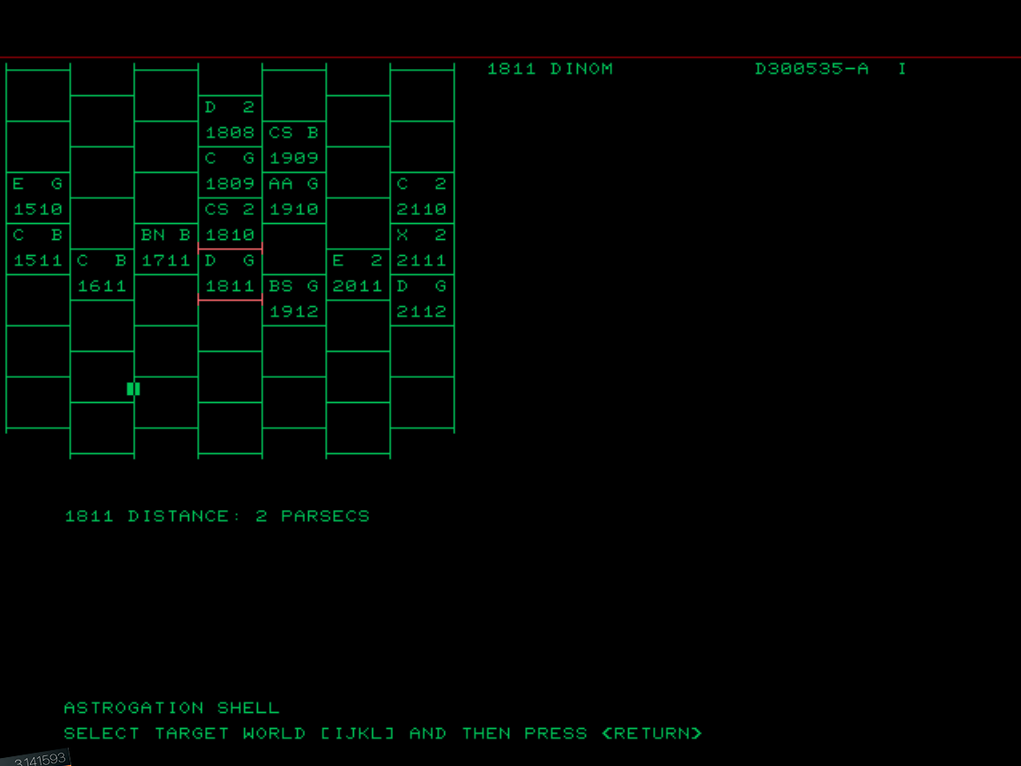 1811 DINOM D300535-A I
D 2
1808 CS B
C G 1909
E G 1809 AA G C 2
1510 CS 2 1910 2110
C B BN B 1810 X 2
1511 C B 1711 D G E 2 2111
1611 1811 BS G 2011 D G
1912 2112
1811 DISTANCE: 2 PARSECS
ASTROGATION SHELL
SELECT TARGET WORLD [IJKL] AND THEN PRESS <RETURN>
3.141593